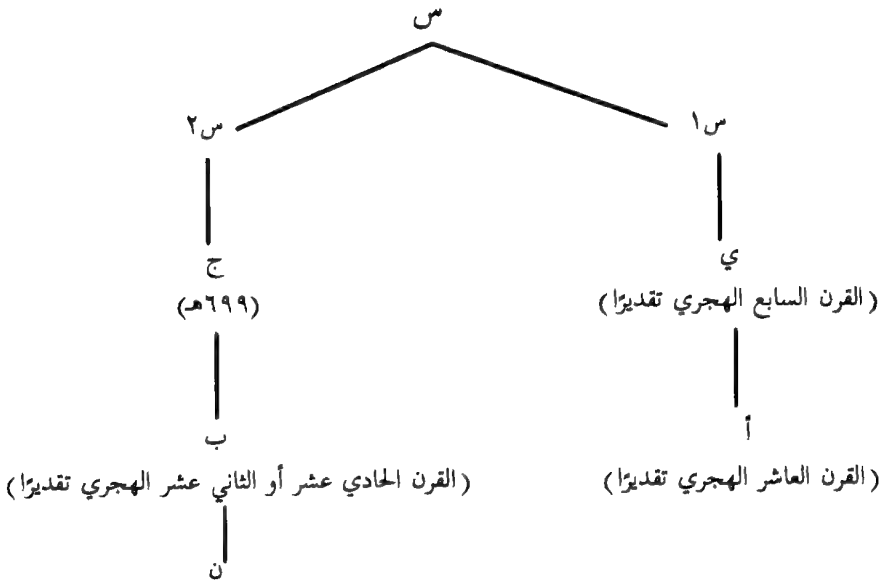 س
س١ س٢
ي ج
(القرن السابع الهجري تقديرًا) (٦٩٩هـ)
أ ب
(القرن العاشر الهجري تقديرًا) (القرن الحادي عشر أو الثاني عشر الهجري تقديرًا)
ن